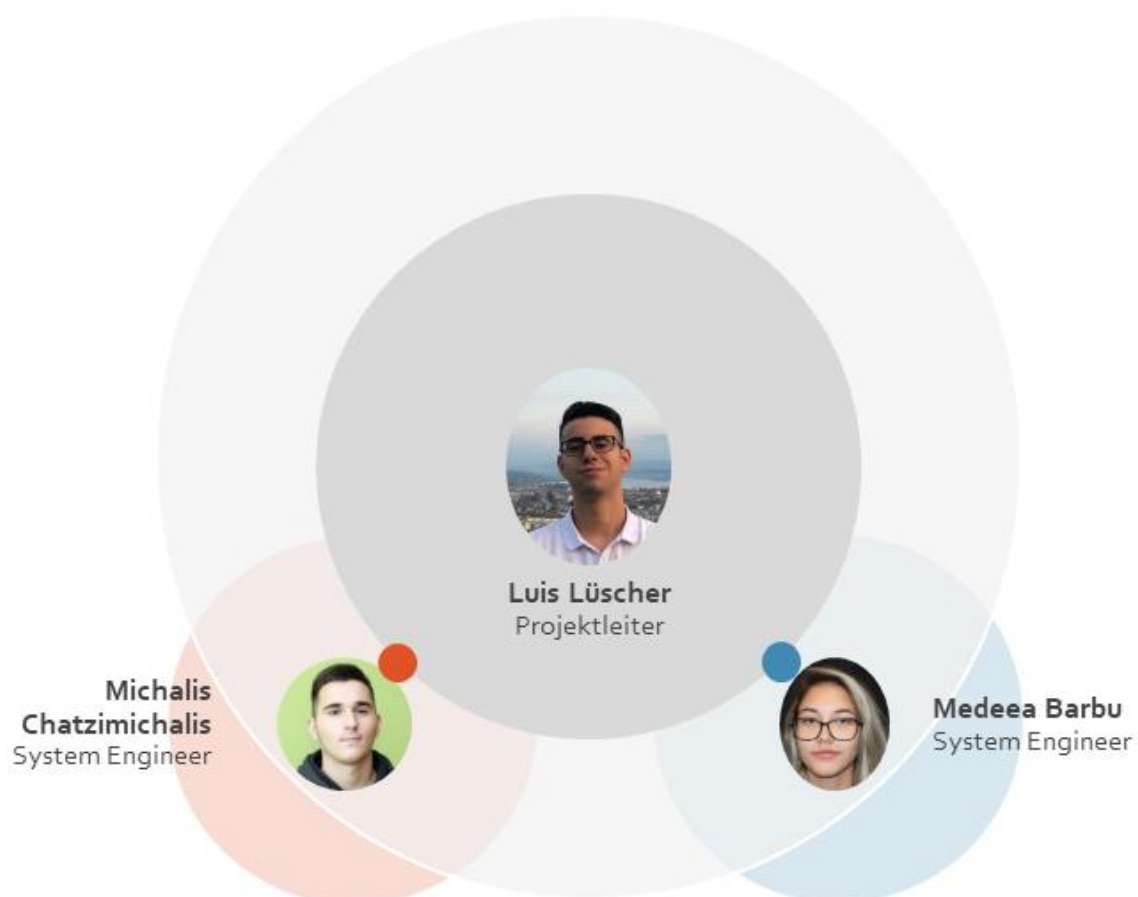 Luis Lüscher
Projektleiter
Michalis
Chatzimichalis
System Engineer
Medeea Barbu
System Engineer